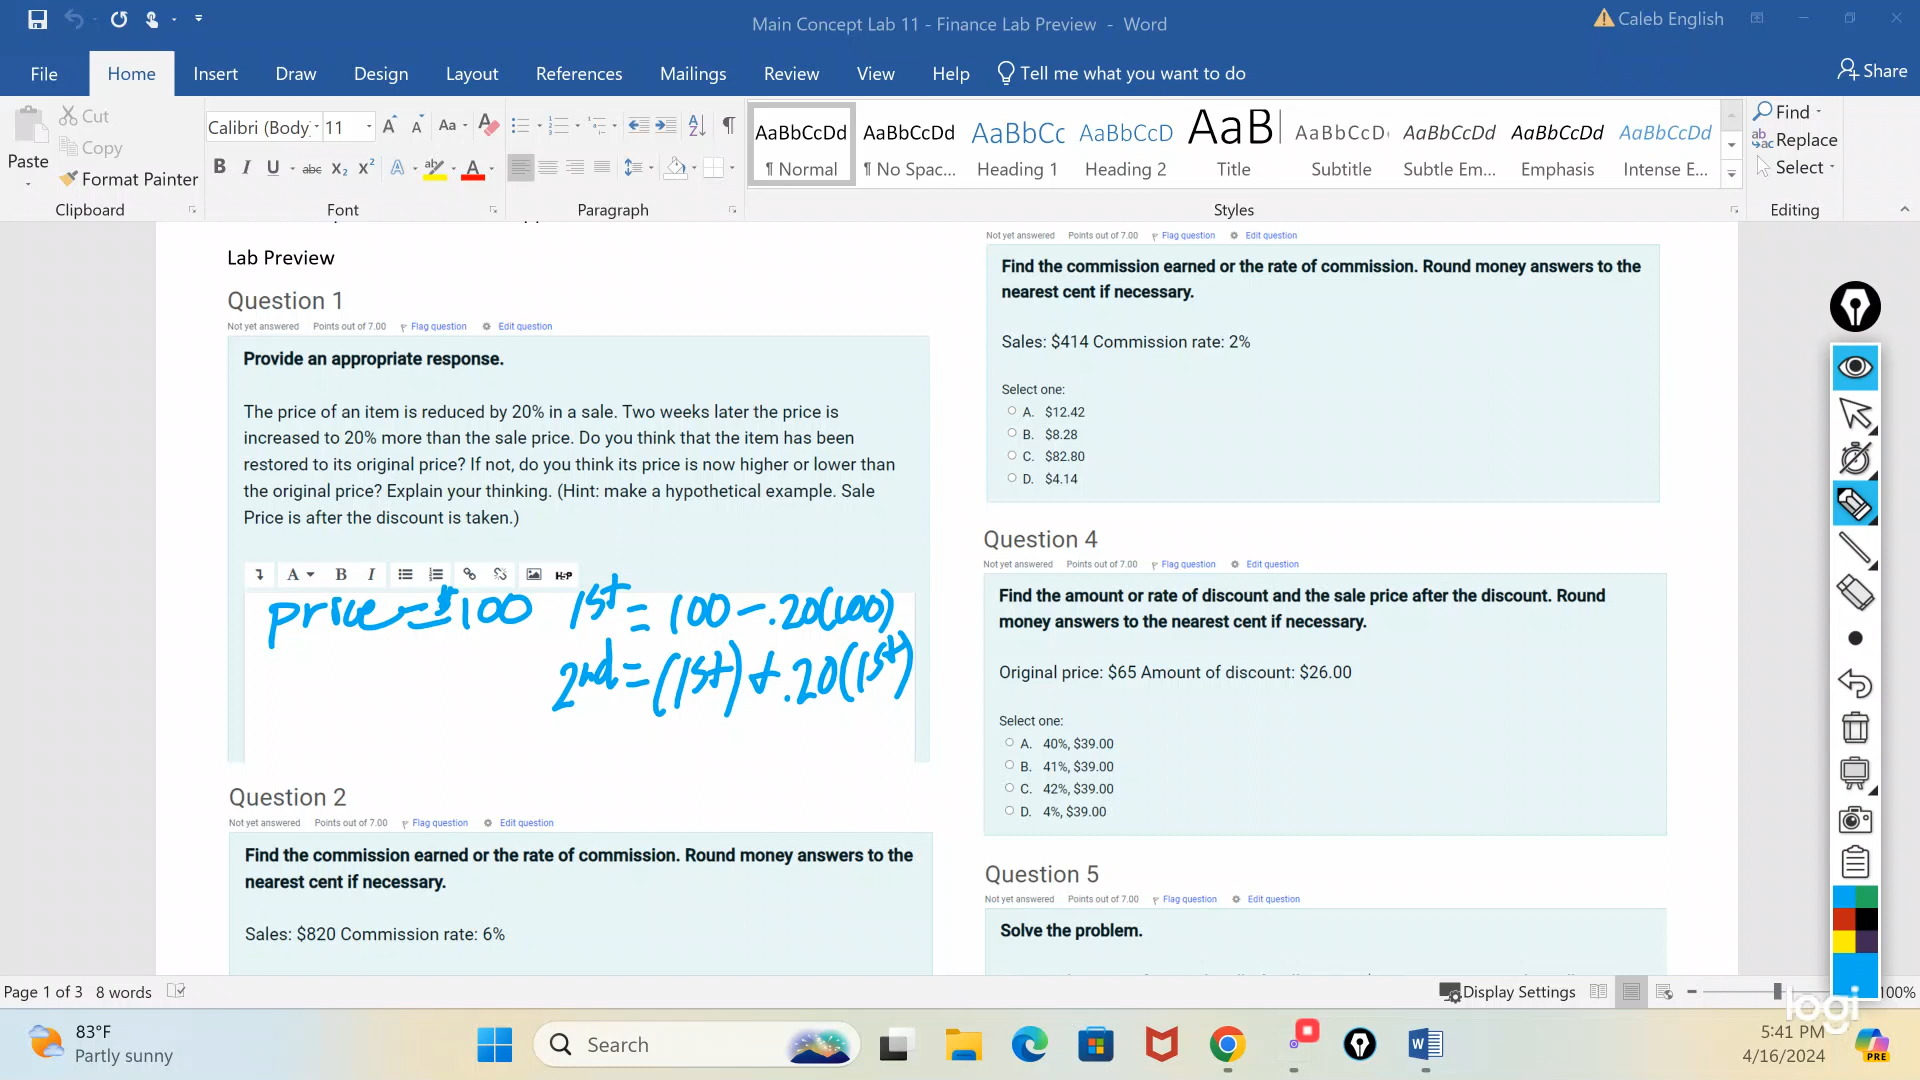 Main Concept Lab 11 - Finance Lab Preview - Word
Caleb English
File Home Insert Draw Design Layout References Mailings Review View Help Tell me what you want to do
Share
Paste
Cut
Copy
Format Painter
Clipboard
Calibri (Body) 11
Font
Paragraph
AaBbCcDd AaBbCcDd AaBbCc AaBbCcD AaB AaBbCcD AaBbCcDd AaBbCcDd AaBbCcDd
¶ Normal ¶ No Spac... Heading 1 Heading 2 Title Subtitle Subtle Em... Emphasis Intense E...
Styles
Find
Replace
Select
Editing
Lab Preview
Question 1
Not yet answered Points out of 7.00 Flag question Edit question
Provide an appropriate response.
The price of an item is reduced by 20% in a sale. Two weeks later the price is
increased to 20% more than the sale price. Do you think that the item has been
restored to its original price? If not, do you think its price is now higher or lower than
the original price? Explain your thinking. (Hint: make a hypothetical example. Sale
Price is after the discount is taken.)
price = $100 1st = 100 - .20(100)
2nd = (1st) + .20(1st)
Question 2
Not yet answered Points out of 7.00 Flag question Edit question
Find the commission earned or the rate of commission. Round money answers to the
nearest cent if necessary.
Sales: $820 Commission rate: 6%
Not yet answered Points out of 7.00 Flag question Edit question
Find the commission earned or the rate of commission. Round money answers to the
nearest cent if necessary.
Sales: $414 Commission rate: 2%
Select one:
A. $12.42
B. $8.28
C. $82.80
D. $4.14
Question 4
Not yet answered Points out of 7.00 Flag question Edit question
Find the amount or rate of discount and the sale price after the discount. Round
money answers to the nearest cent if necessary.
Original price: $65 Amount of discount: $26.00
Select one:
A. 40%, $39.00
B. 41%, $39.00
C. 42%, $39.00
D. 4%, $39.00
Question 5
Not yet answered Points out of 7.00 Flag question Edit question
Solve the problem.
Page 1 of 3 8 words
Display Settings
100%
logi
83°F
Partly sunny
Search
5:41 PM
4/16/2024
PRE